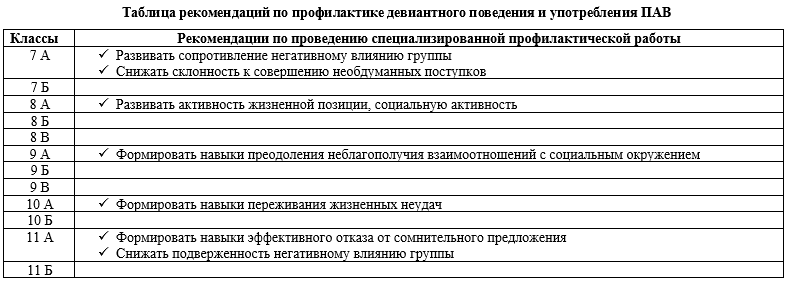 Таблица рекомендаций по профилактике девиантного поведения и употребления ПАВ
Классы Рекомендации по проведению специализированной профилактической работы
7 А ✓ Развивать сопротивление негативному влиянию группы
✓ Снижать склонность к совершению необдуманных поступков
7 Б
8 А ✓ Развивать активность жизненной позиции, социальную активность
8 Б
8 В
9 А ✓ Формировать навыки преодоления неблагополучия взаимоотношений с социальным окружением
9 Б
9 В
10 А ✓ Формировать навыки переживания жизненных неудач
10 Б
11 А ✓ Формировать навыки эффективного отказа от сомнительного предложения
✓ Снижать подверженность негативному влиянию группы
11 Б